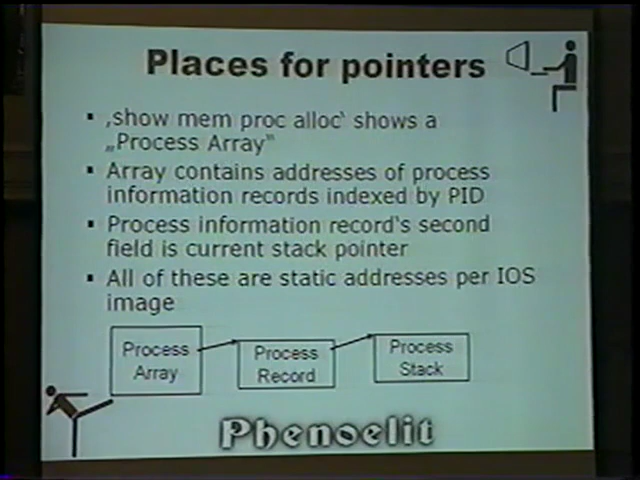 Places for pointers
▪ ‚show mem proc alloc‘ shows a
„Process Array“
▪ Array contains addresses of process
information records indexed by PID
▪ Process information record‘s second
field is current stack pointer
▪ All of these are static addresses per IOS
image
Process
Array
Process
Record
Process
Stack
Phenoelit